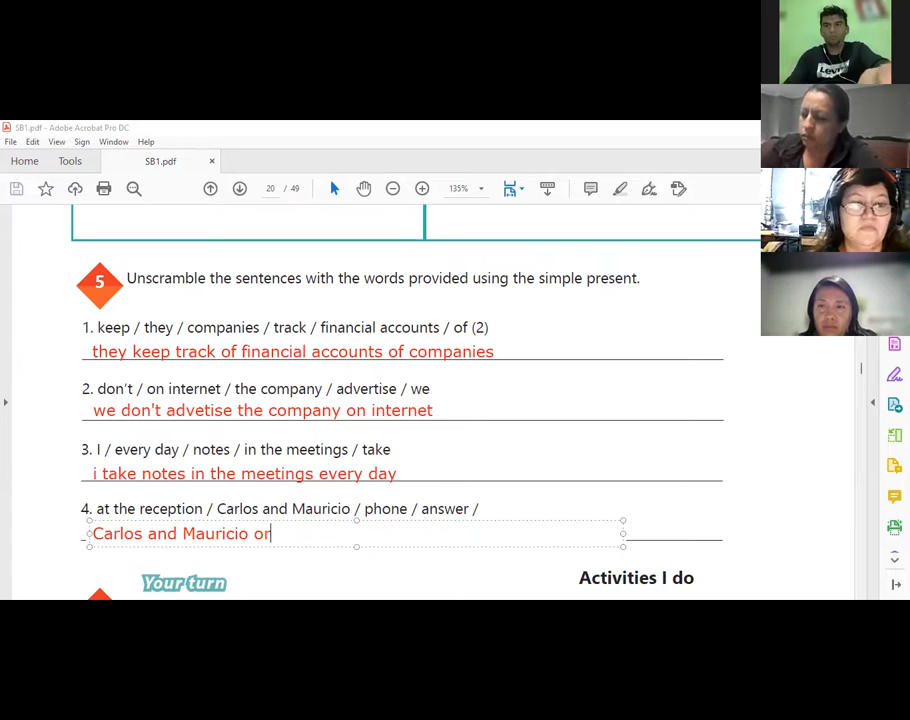 SB1.pdf - Adobe Acrobat Pro DC
File Edit View Sign Window Help
Home Tools SB1.pdf ×
20 / 49 135%
5 Unscramble the sentences with the words provided using the simple present.
1. keep / they / companies / track / financial accounts / of (2)
they keep track of financial accounts of companies
2. don't / on internet / the company / advertise / we
we don't advetise the company on internet
3. I / every day / notes / in the meetings / take
i take notes in the meetings every day
4. at the reception / Carlos and Mauricio / phone / answer /
Carlos and Mauricio or
Your turn
Activities I do